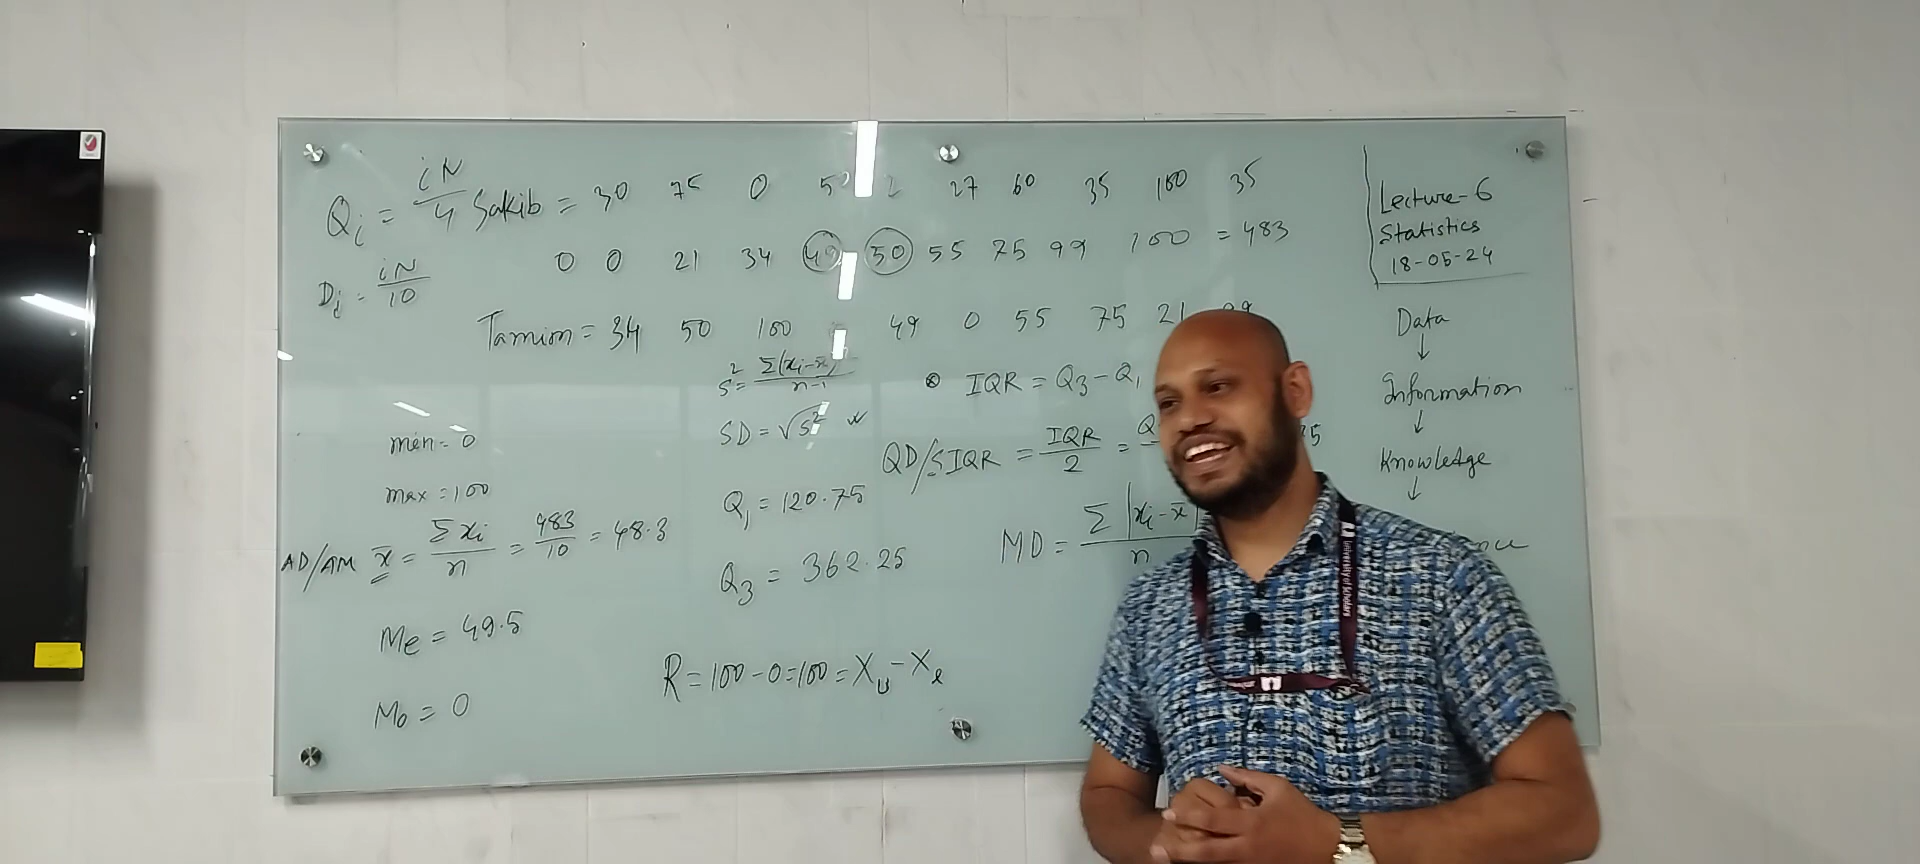 Qi = iN/4 Sakib = 30 75 0 50 2 27 60 35 100 35
0 0 21 34 49 50 55 75 99 100 = 483
Di = iN/10
Tamim = 34 50 100 49 0 55 75 21 99
S² = Σ(xi-x̄)/n-1
SD = √S²
⊗ IQR = Q3 - Q1
QD/SIQR = IQR/2 = Q
min = 0
max = 100
AD/AM x̄ = Σxi/n = 483/10 = 48.3
Me = 49.5
Mo = 0
Q1 = 120.75
Q3 = 362.25
R = 100 - 0 = 100 = Xu - Xl
MD = Σ|xi - x̄|/n
Lecture-6
Statistics
18-05-24
Data
↓
Information
↓
Knowledge
↓
University of Scholars